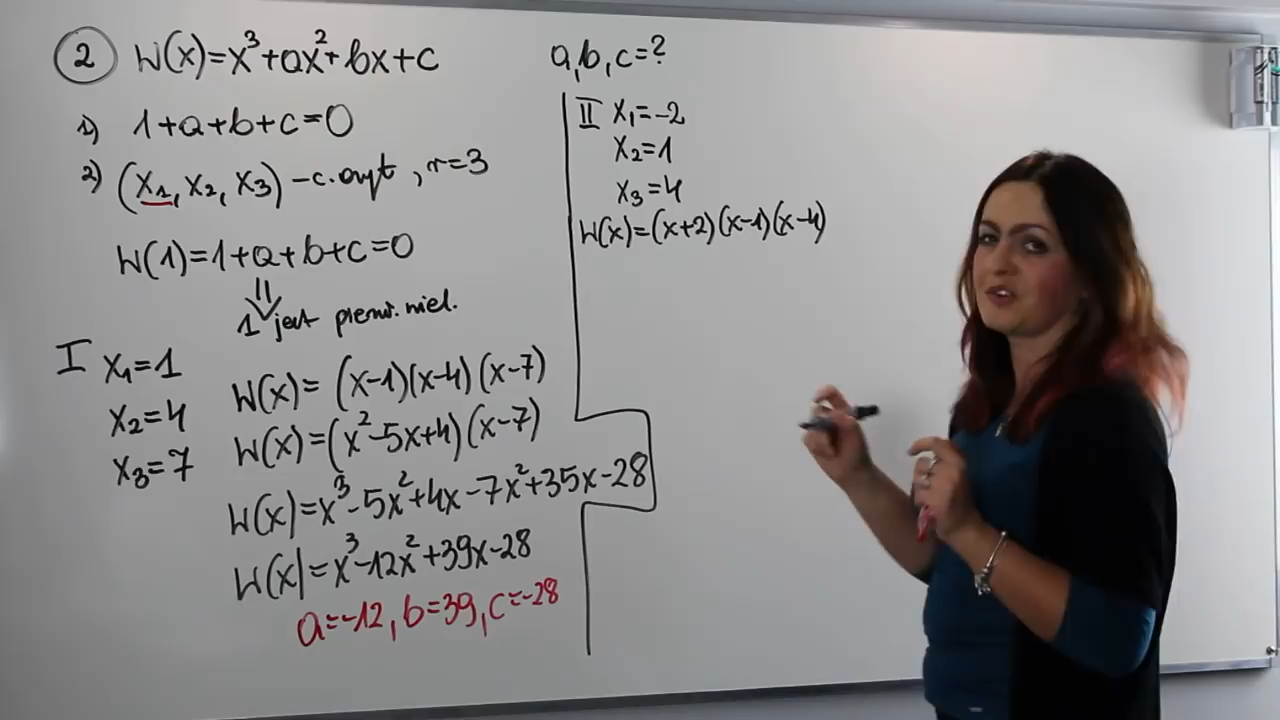 2 W(x)=x³+ax²+bx+c
a,b,c=?
1) 1+a+b+c=0
2) (x₁,x₂,x₃)-c.aryt, r=3
W(1)=1+a+b+c=0
⇓
1 jest pierw. wiel.
I x₁=1
x₂=4
x₃=7
W(x)=(x-1)(x-4)(x-7)
W(x)=(x²-5x+4)(x-7)
W(x)=x³-5x²+4x-7x²+35x-28
W(x)=x³-12x²+39x-28
a=-12, b=39, c=-28
II x₁=-2
x₂=1
x₃=4
W(x)=(x+2)(x-1)(x-4)